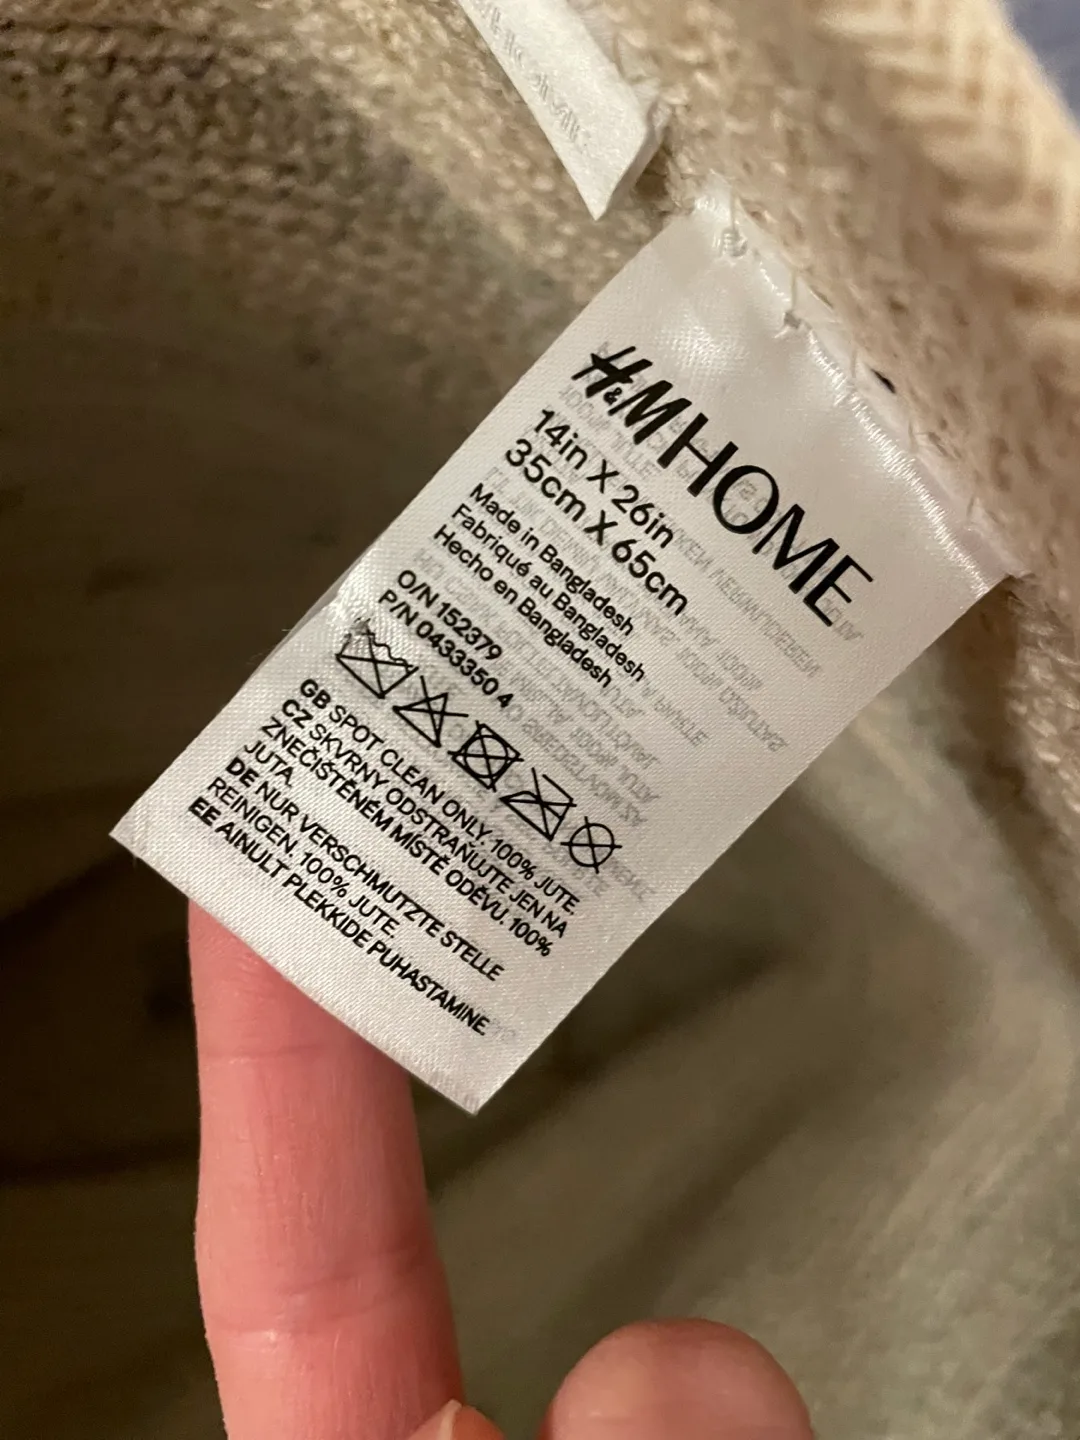 H&M HOME
14in X 26in
35cm X 65cm
Made in Bangladesh
Fabriqué au Bangladesh
Hecho en Bangladesh
O/N 152379
P/N 0433350 4
GB SPOT CLEAN ONLY. 100% JUTE.
CZ SKVRNY ODSTRAŇUJTE JEN NA
ZNEČIŠTĚNÉM MÍSTĚ ODĚVU. 100%
JUTA.
DE NUR VERSCHMUTZTE STELLE
REINIGEN. 100% JUTE.
EE AINULT PLEKKIDE PUHASTAMINE.